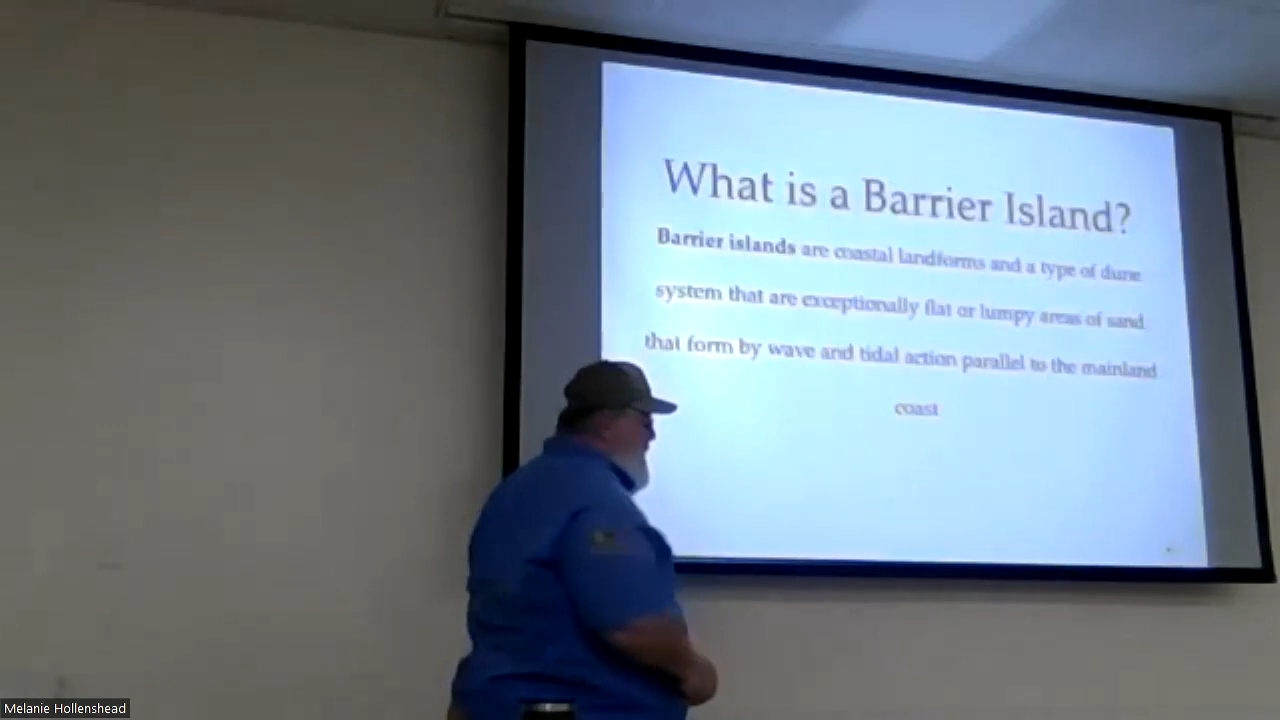 What is a Barrier Island?
Barrier islands are coastal landforms and a type of dune
system that are exceptionally flat or lumpy areas of sand
that form by wave and tidal action parallel to the mainland
coast
Melanie Hollenshead